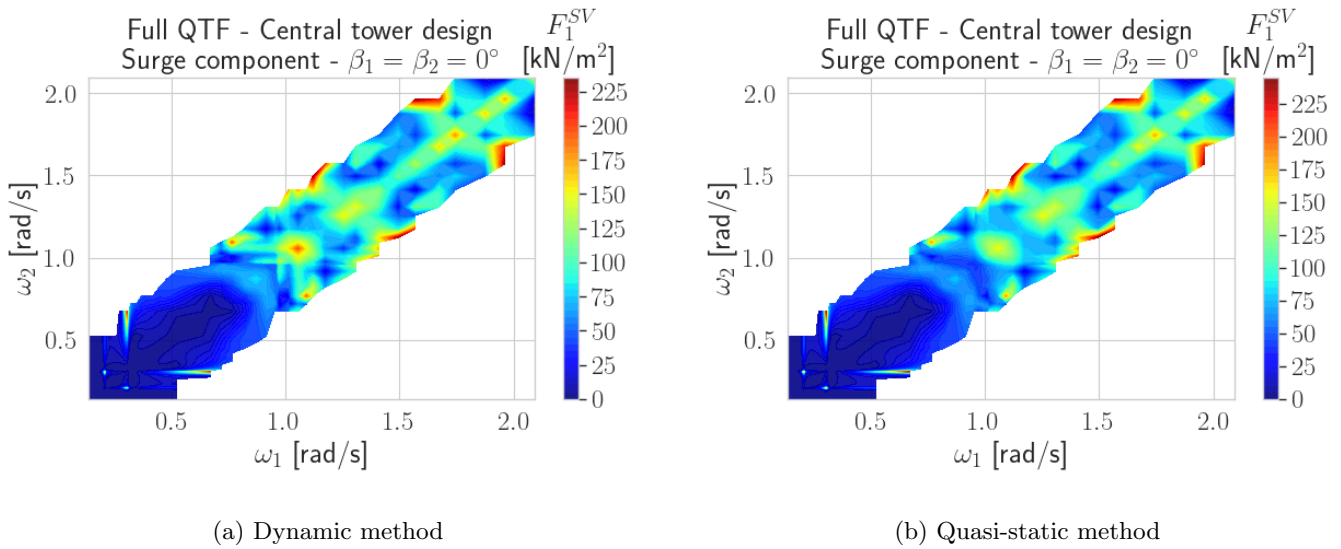 Full QTF - Central tower design
Surge component - β₁ = β₂ = 0°
F₁^SV
[kN/m²]
2.0
1.5
1.0
0.5
ω₂ [rad/s]
0.5 1.0 1.5 2.0
ω₁ [rad/s]
225
200
175
150
125
100
75
50
25
0
(a) Dynamic method
Full QTF - Central tower design
Surge component - β₁ = β₂ = 0°
F₁^SV
[kN/m²]
2.0
1.5
1.0
0.5
ω₂ [rad/s]
0.5 1.0 1.5 2.0
ω₁ [rad/s]
225
200
175
150
125
100
75
50
25
0
(b) Quasi-static method